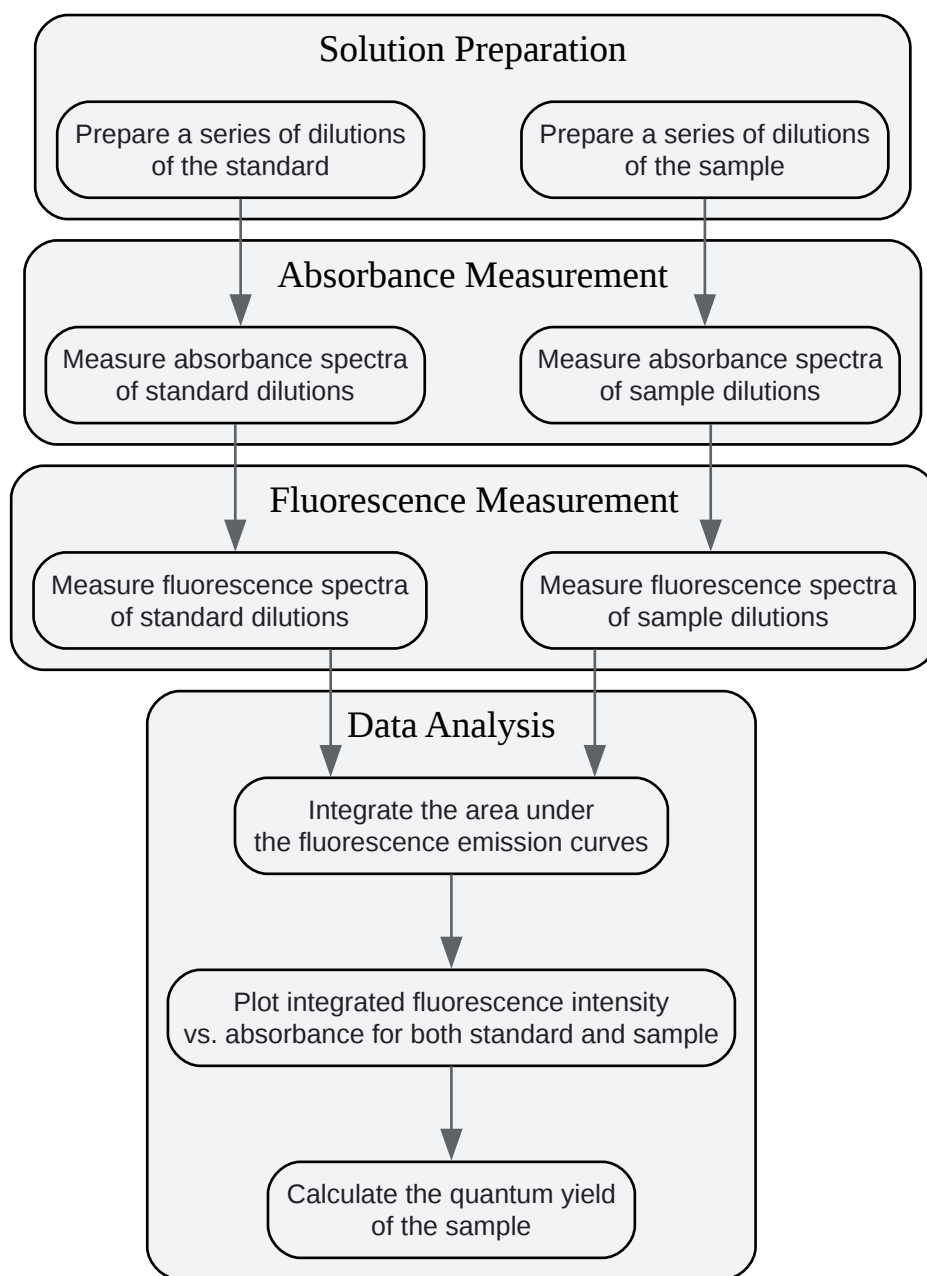 Solution Preparation
Prepare a series of dilutions
of the standard
Prepare a series of dilutions
of the sample
Absorbance Measurement
Measure absorbance spectra
of standard dilutions
Measure absorbance spectra
of sample dilutions
Fluorescence Measurement
Measure fluorescence spectra
of standard dilutions
Measure fluorescence spectra
of sample dilutions
Data Analysis
Integrate the area under
the fluorescence emission curves
Plot integrated fluorescence intensity
vs. absorbance for both standard and sample
Calculate the quantum yield
of the sample